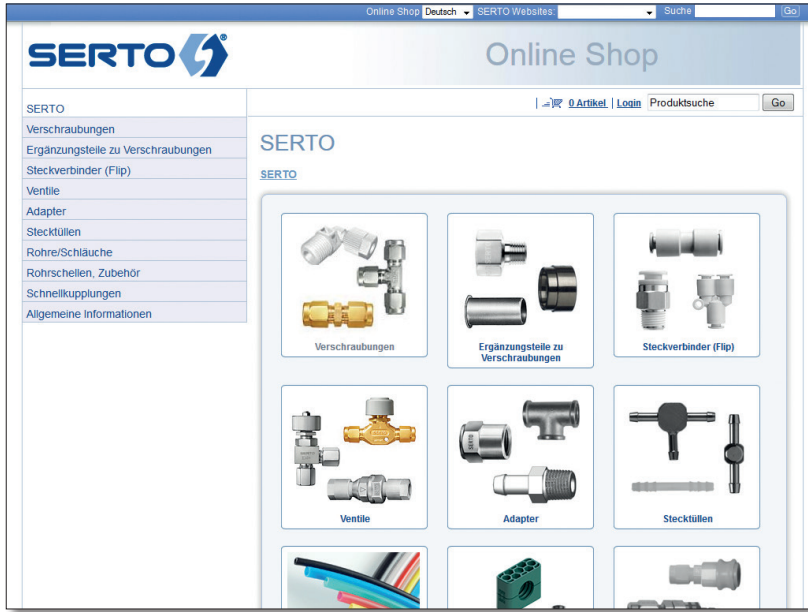 Online Shop Deutsch SERTO Websites: Suche Go
SERTO
Online Shop
0 Artikel | Login Produktsuche Go
SERTO
Verschraubungen
Ergänzungsteile zu Verschraubungen
Steckverbinder (Flip)
Ventile
Adapter
Stecktüllen
Rohre/Schläuche
Rohrschellen, Zubehör
Schnellkupplungen
Allgemeine Informationen
SERTO
SERTO
Verschraubungen
Ergänzungsteile zu
Verschraubungen
Steckverbinder (Flip)
Ventile
Adapter
Stecktüllen